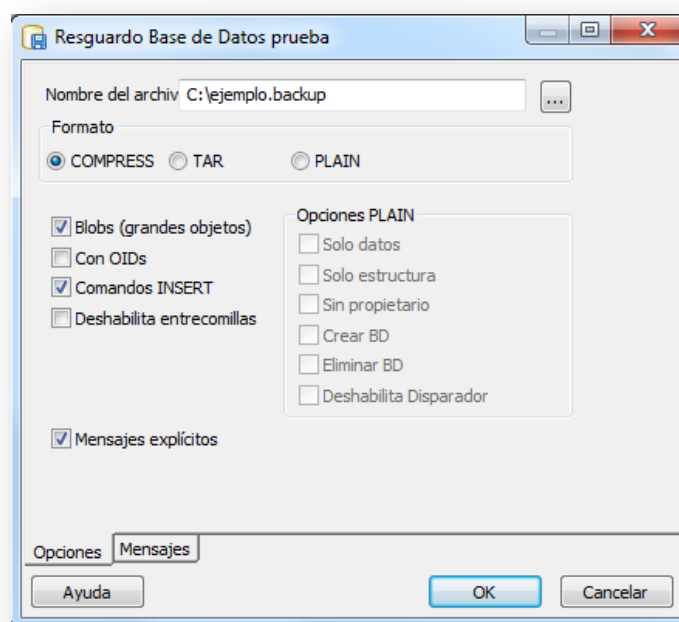 Resguardo Base de Datos prueba
Nombre del archiv C:\ejemplo.backup ...
Formato
COMPRESS TAR PLAIN
Blobs (grandes objetos)
Con OIDs
Comandos INSERT
Deshabilita entrecomillas
Opciones PLAIN
Solo datos
Solo estructura
Sin propietario
Crear BD
Eliminar BD
Deshabilita Disparador
Mensajes explícitos
Opciones Mensajes
Ayuda OK Cancelar